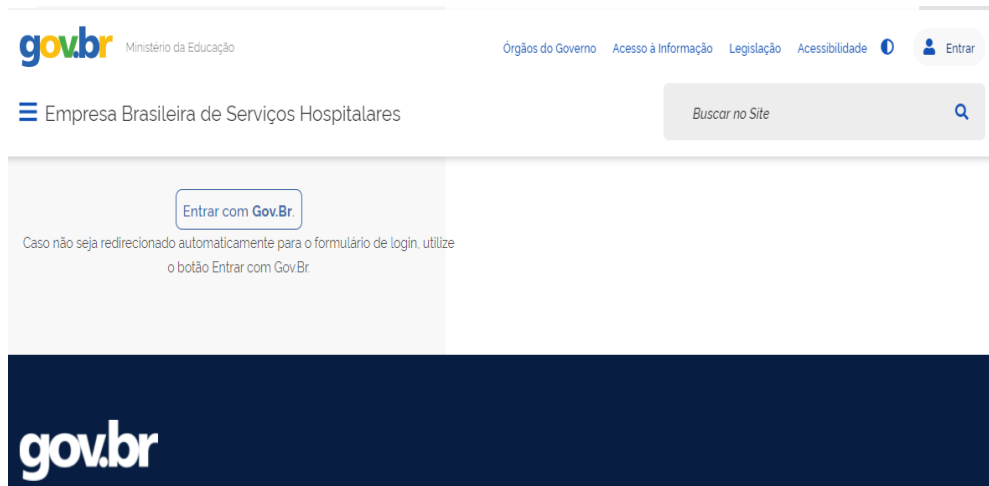 gov.br Ministério da Educação Órgãos do Governo Acesso à Informação Legislação Acessibilidade Entrar
Empresa Brasileira de Serviços Hospitalares Buscar no Site
Entrar com Gov.Br.
Caso não seja redirecionado automaticamente para o formulário de login, utilize
o botão Entrar com Gov.Br.
gov.br